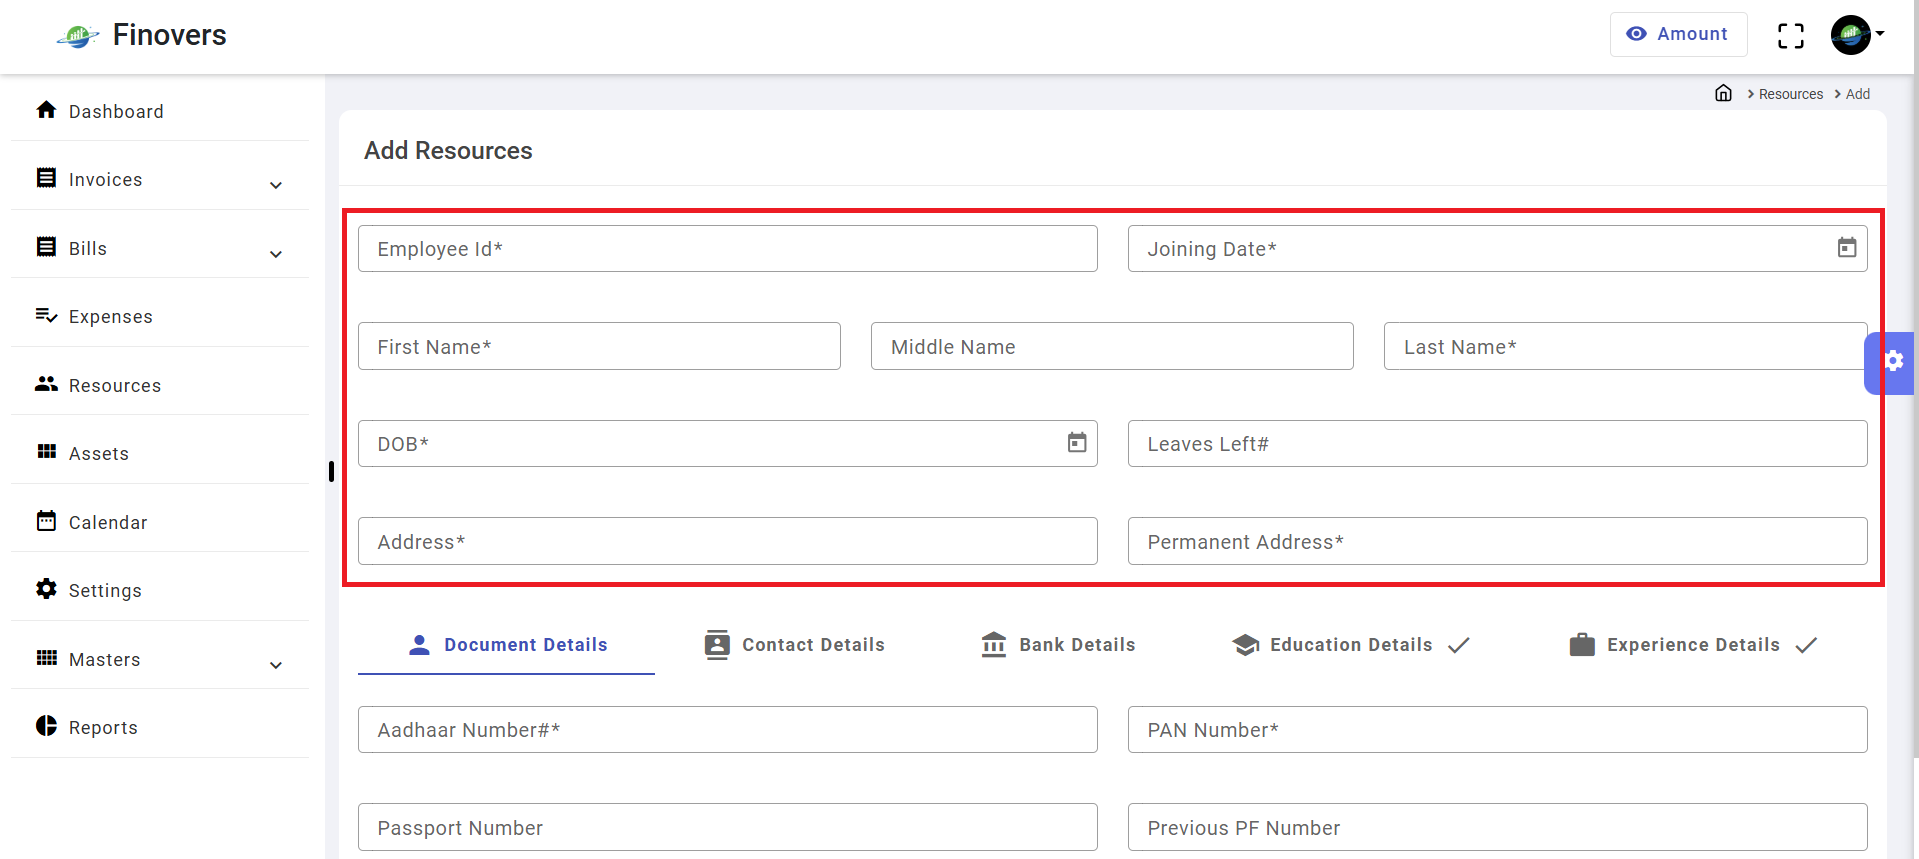 Finovers
Amount
Resources Add
Dashboard
Invoices
Bills
Expenses
Resources
Assets
Calendar
Settings
Masters
Reports
Add Resources
Employee Id* Joining Date*
First Name* Middle Name Last Name*
DOB* Leaves Left#
Address* Permanent Address*
Document Details Contact Details Bank Details Education Details Experience Details
Aadhaar Number#* PAN Number*
Passport Number Previous PF Number